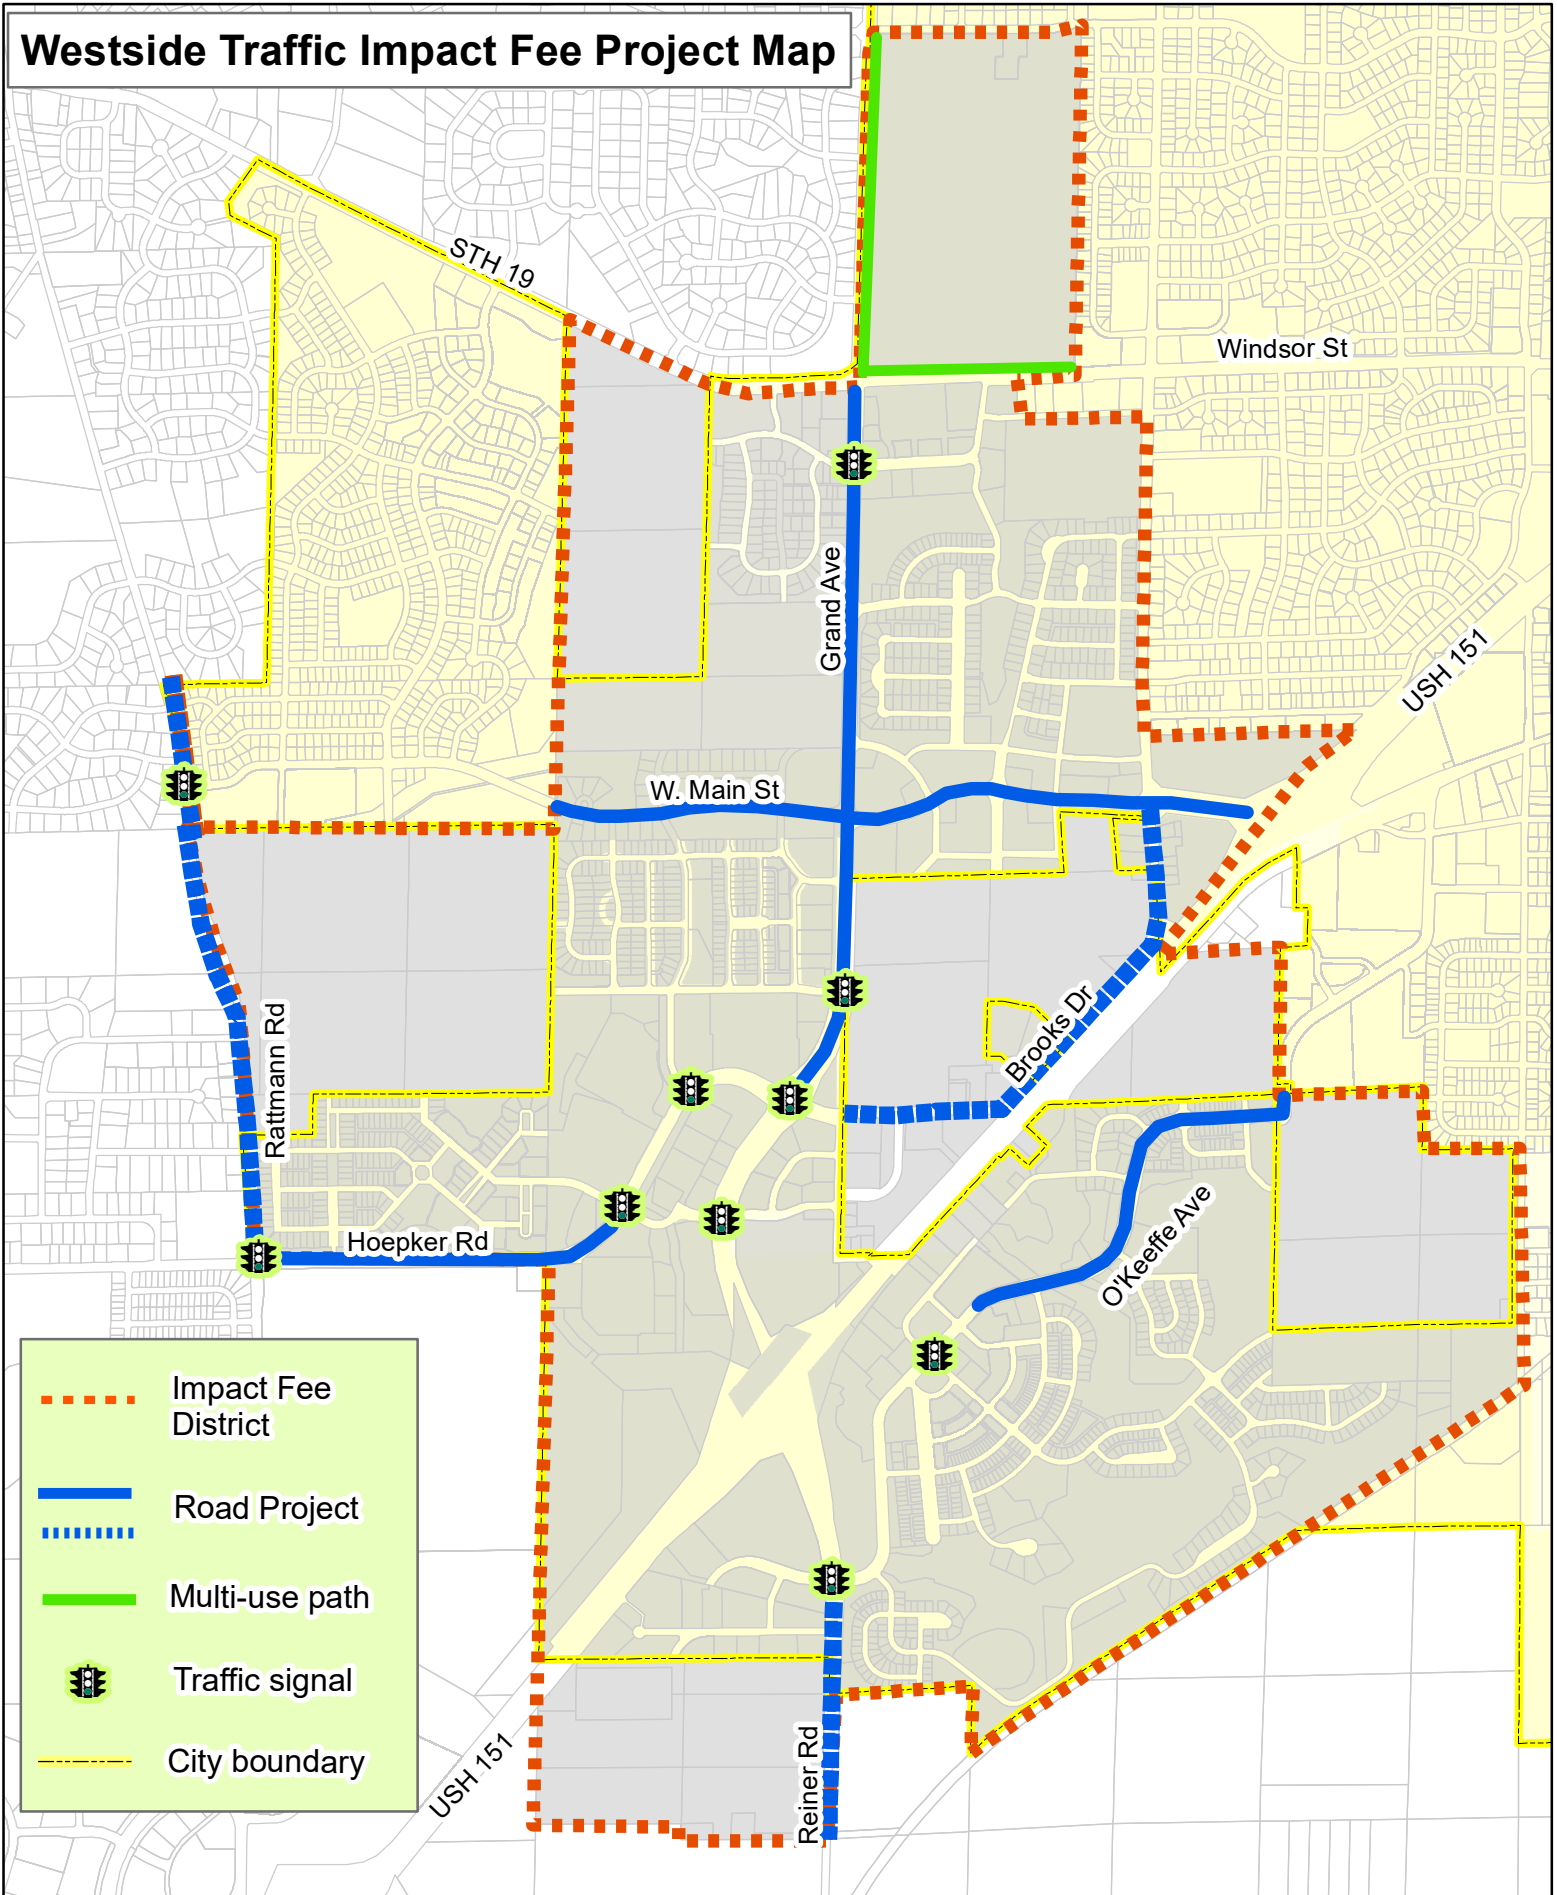 Westside Traffic Impact Fee Project Map
STH 19
Windsor St
Grand Ave
USH 151
W. Main St
Brooks Dr
Rattmann Rd
O'Keeffe Ave
Hoepker Rd
Impact Fee
District
Road Project
Multi-use path
Traffic signal
City boundary
USH 151
Reiner Rd